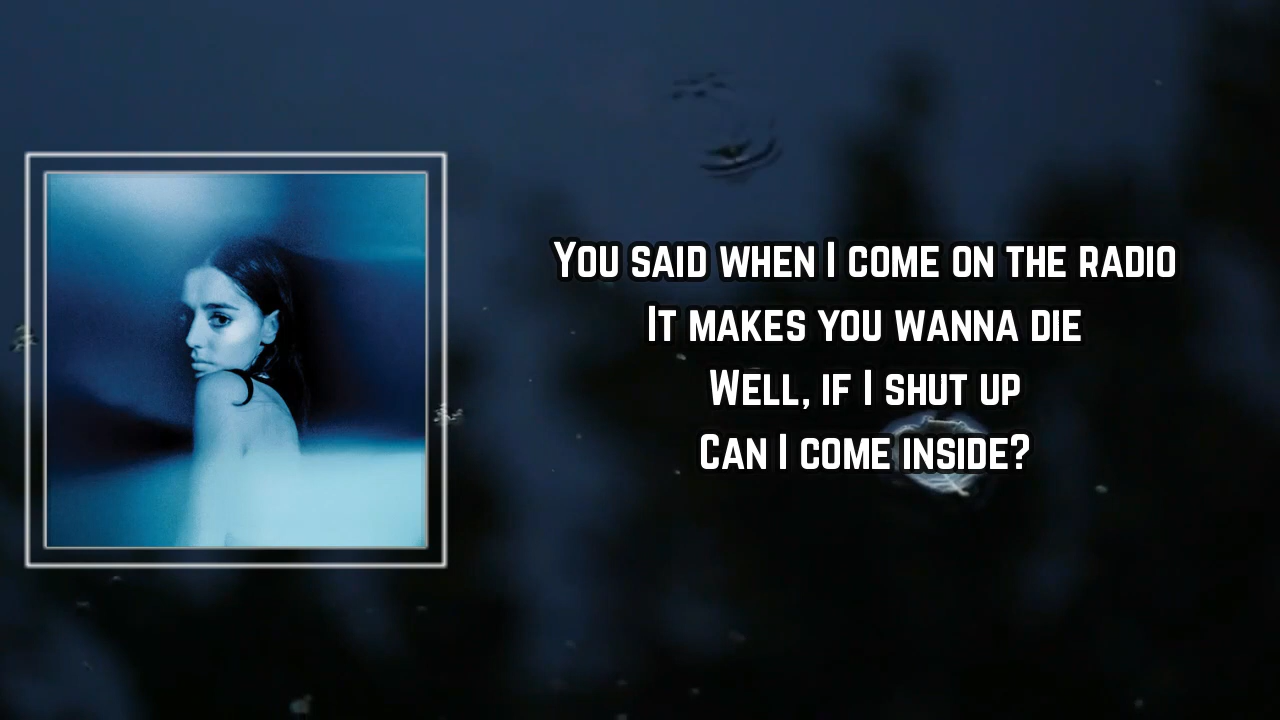 You said when I come on the radio
It makes you wanna die
Well, if I shut up
Can I come inside?